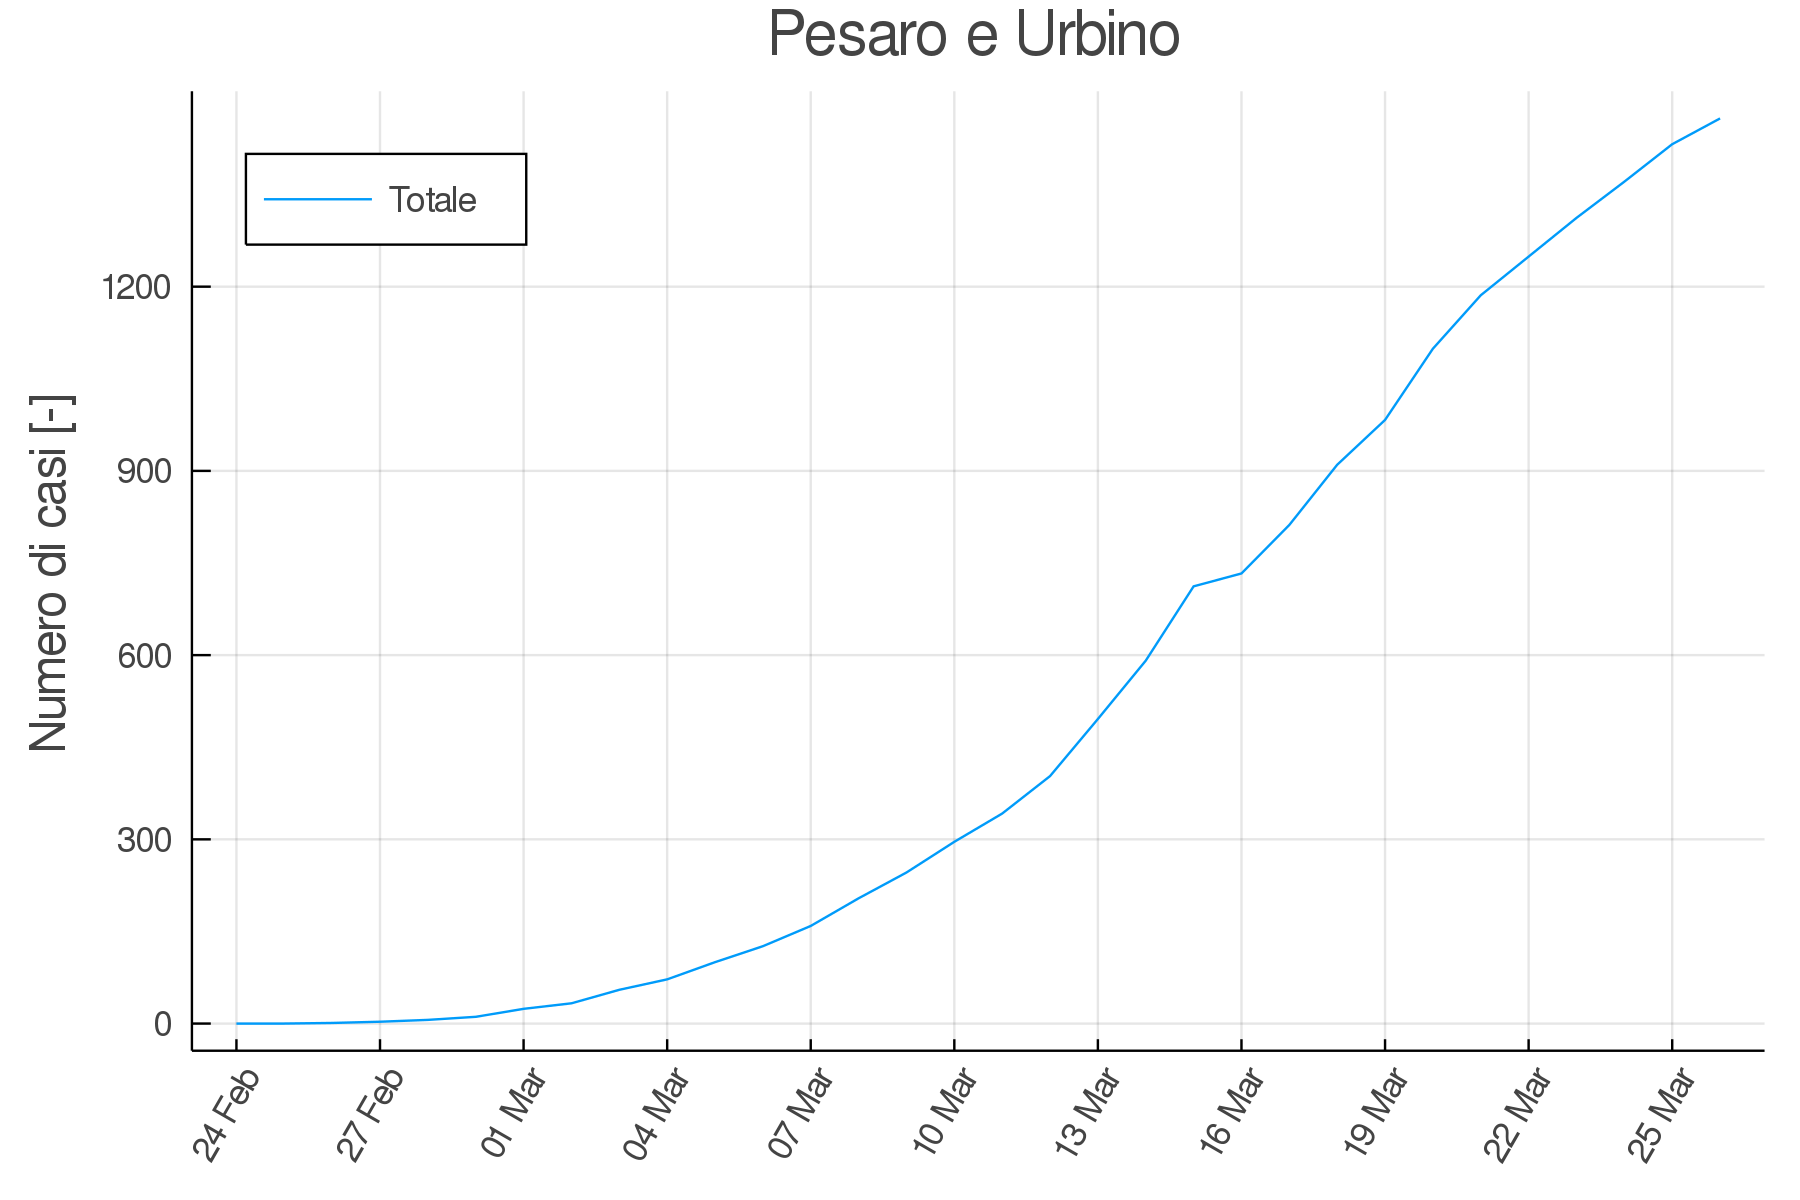 Pesaro e Urbino
Totale
Numero di casi [-]
1200
900
600
300
0
24 Feb
27 Feb
01 Mar
04 Mar
07 Mar
10 Mar
13 Mar
16 Mar
19 Mar
22 Mar
25 Mar